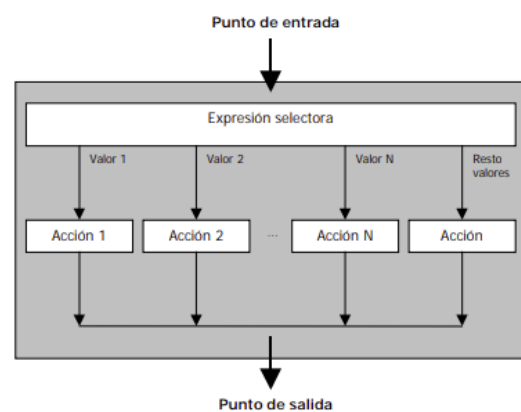 Punto de entrada
Expresión selectora
Valor 1
Valor 2
Valor N
Resto
valores
Acción 1
Acción 2
...
Acción N
Acción
Punto de salida